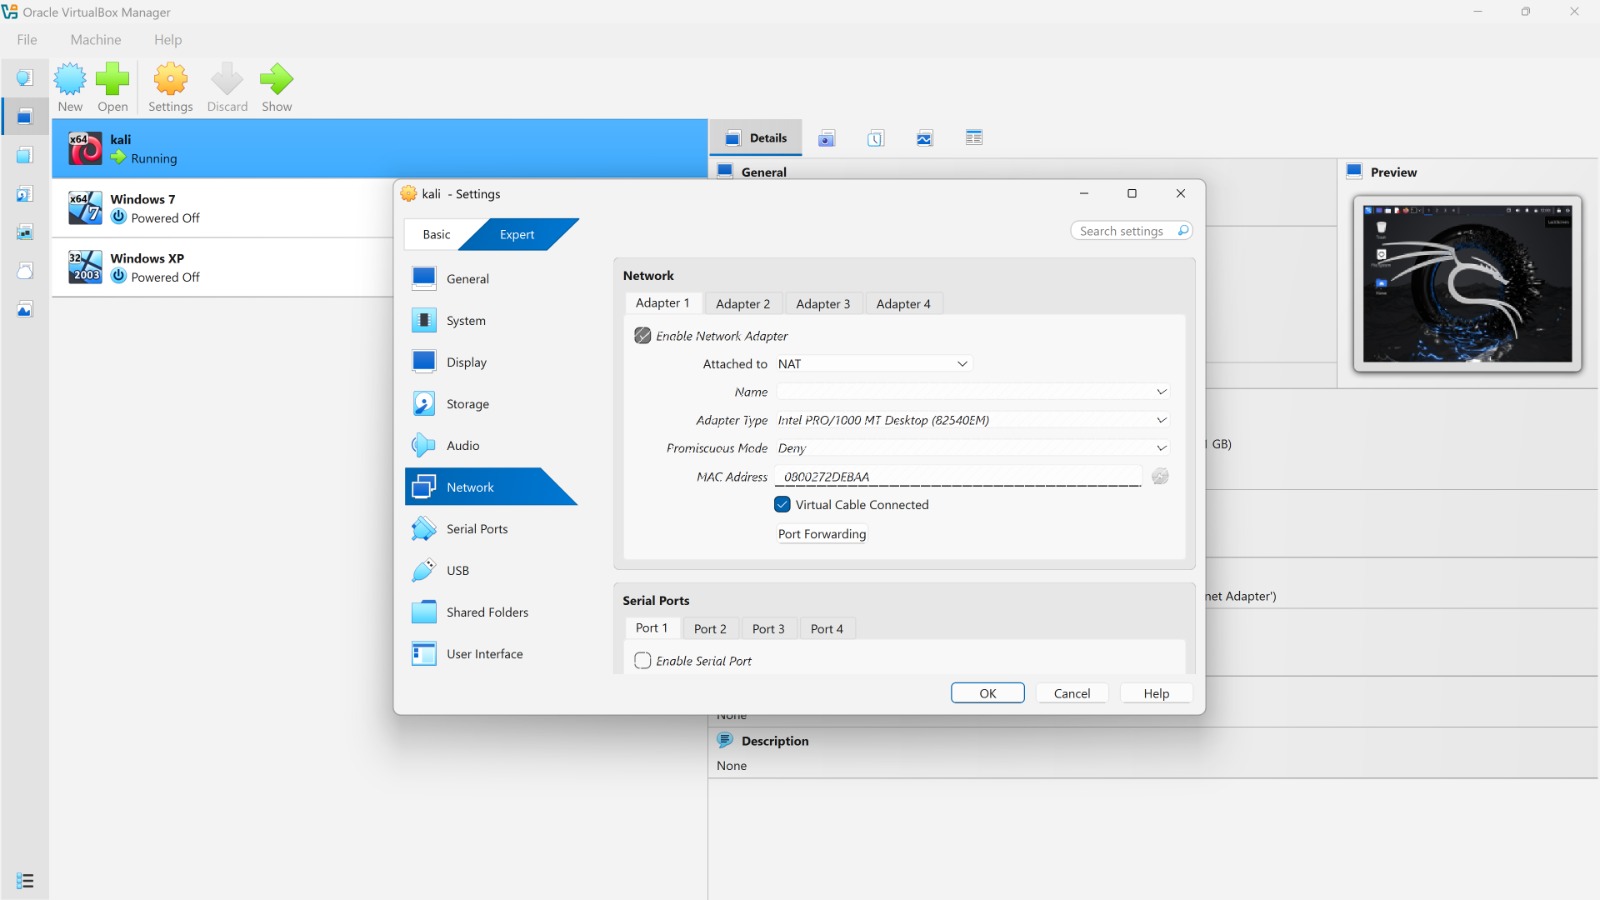 Oracle VirtualBox Manager
File Machine Help
New Open Settings Discard Show
x64 kali
Running
x64 7 Windows 7
Powered Off
32 2003 Windows XP
Powered Off
Details
General
Preview
kali - Settings
Basic Expert
Search settings
General
System
Display
Storage
Audio
Network
Serial Ports
USB
Shared Folders
User Interface
Network
Adapter 1 Adapter 2 Adapter 3 Adapter 4
Enable Network Adapter
Attached to NAT
Name
Adapter Type Intel PRO/1000 MT Desktop (82540EM)
Promiscuous Mode Deny
MAC Address 0800272DEBAA
Virtual Cable Connected
Port Forwarding
Serial Ports
Port 1 Port 2 Port 3 Port 4
Enable Serial Port
OK Cancel Help
GB)
net Adapter')
None
Description
None